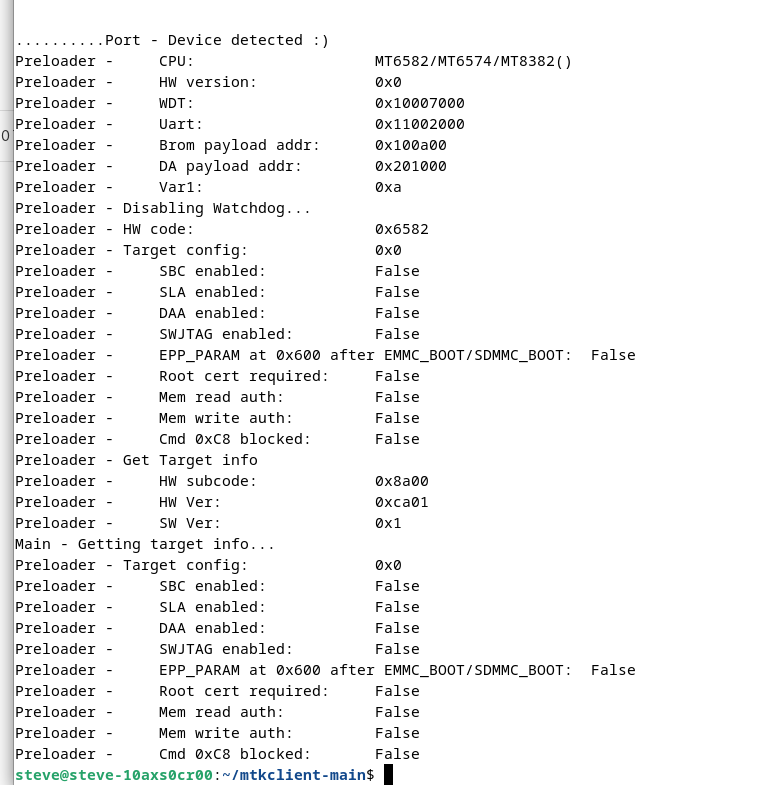 ..........Port - Device detected :)
Preloader -     CPU:                    MT6582/MT6574/MT8382()
Preloader -     HW version:             0x0
Preloader -     WDT:                    0x10007000
Preloader -     Uart:                   0x11002000
Preloader -     Brom payload addr:      0x100a00
Preloader -     DA payload addr:        0x201000
Preloader -     Var1:                   0xa
Preloader - Disabling Watchdog...
Preloader - HW code:                    0x6582
Preloader - Target config:              0x0
Preloader -     SBC enabled:            False
Preloader -     SLA enabled:            False
Preloader -     DAA enabled:            False
Preloader -     SWJTAG enabled:         False
Preloader -     EPP_PARAM at 0x600 after EMMC_BOOT/SDMMC_BOOT:  False
Preloader -     Root cert required:     False
Preloader -     Mem read auth:          False
Preloader -     Mem write auth:         False
Preloader -     Cmd 0xC8 blocked:       False
Preloader - Get Target info
Preloader -     HW subcode:             0x8a00
Preloader -     HW Ver:                 0xca01
Preloader -     SW Ver:                 0x1
Main - Getting target info...
Preloader - Target config:              0x0
Preloader -     SBC enabled:            False
Preloader -     SLA enabled:            False
Preloader -     DAA enabled:            False
Preloader -     SWJTAG enabled:         False
Preloader -     EPP_PARAM at 0x600 after EMMC_BOOT/SDMMC_BOOT:  False
Preloader -     Root cert required:     False
Preloader -     Mem read auth:          False
Preloader -     Mem write auth:         False
Preloader -     Cmd 0xC8 blocked:       False
steve@steve-10axs0cr00:~/mtkclient-main$